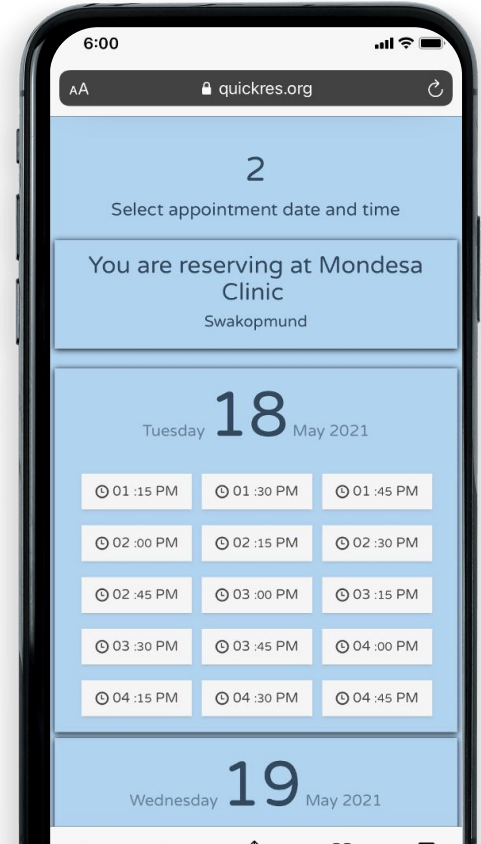 6:00
AA quickres.org
2
Select appointment date and time
You are reserving at Mondesa
Clinic
Swakopmund
Tuesday 18 May 2021
01 :15 PM 01 :30 PM 01 :45 PM
02 :00 PM 02 :15 PM 02 :30 PM
02 :45 PM 03 :00 PM 03 :15 PM
03 :30 PM 03 :45 PM 04 :00 PM
04 :15 PM 04 :30 PM 04 :45 PM
Wednesday 19 May 2021